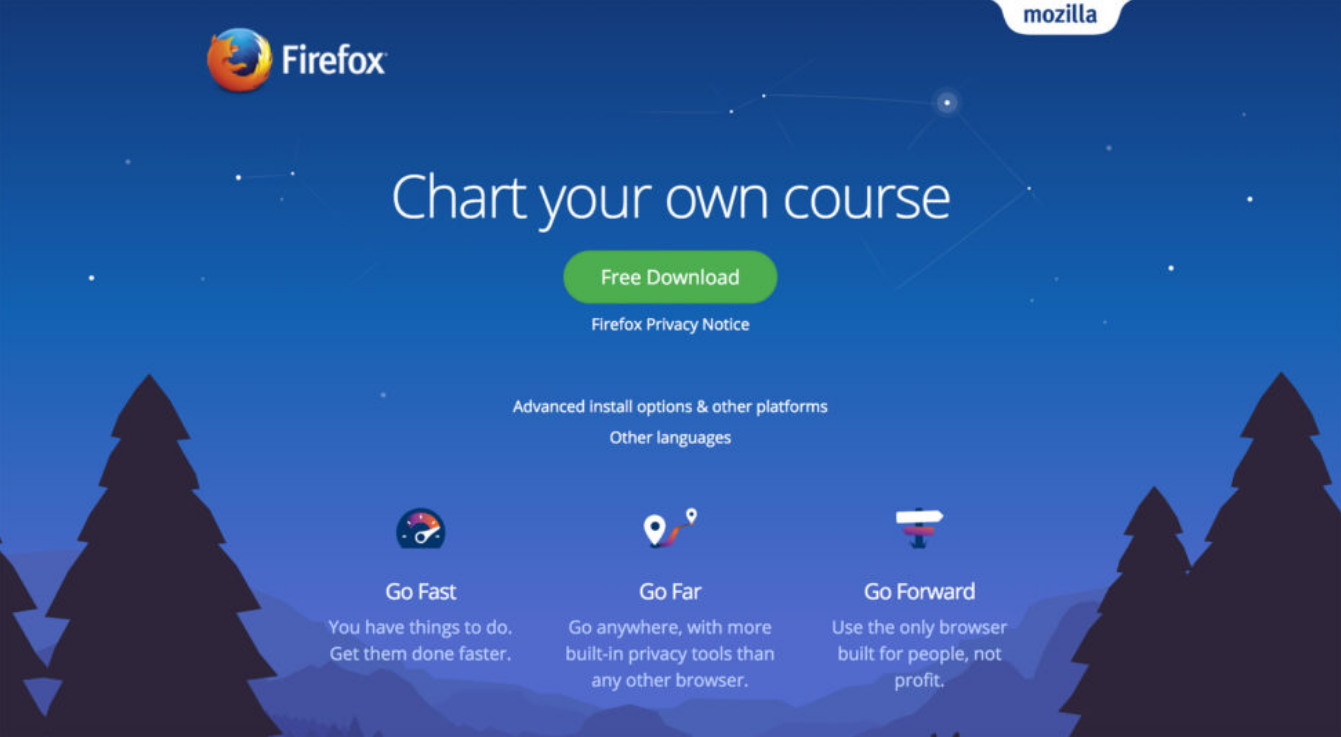 mozilla
Firefox
Chart your own course
Free Download
Firefox Privacy Notice
Advanced install options & other platforms
Other languages
Go Fast
You have things to do.
Get them done faster.
Go Far
Go anywhere, with more
built-in privacy tools than
any other browser.
Go Forward
Use the only browser
built for people, not
profit.